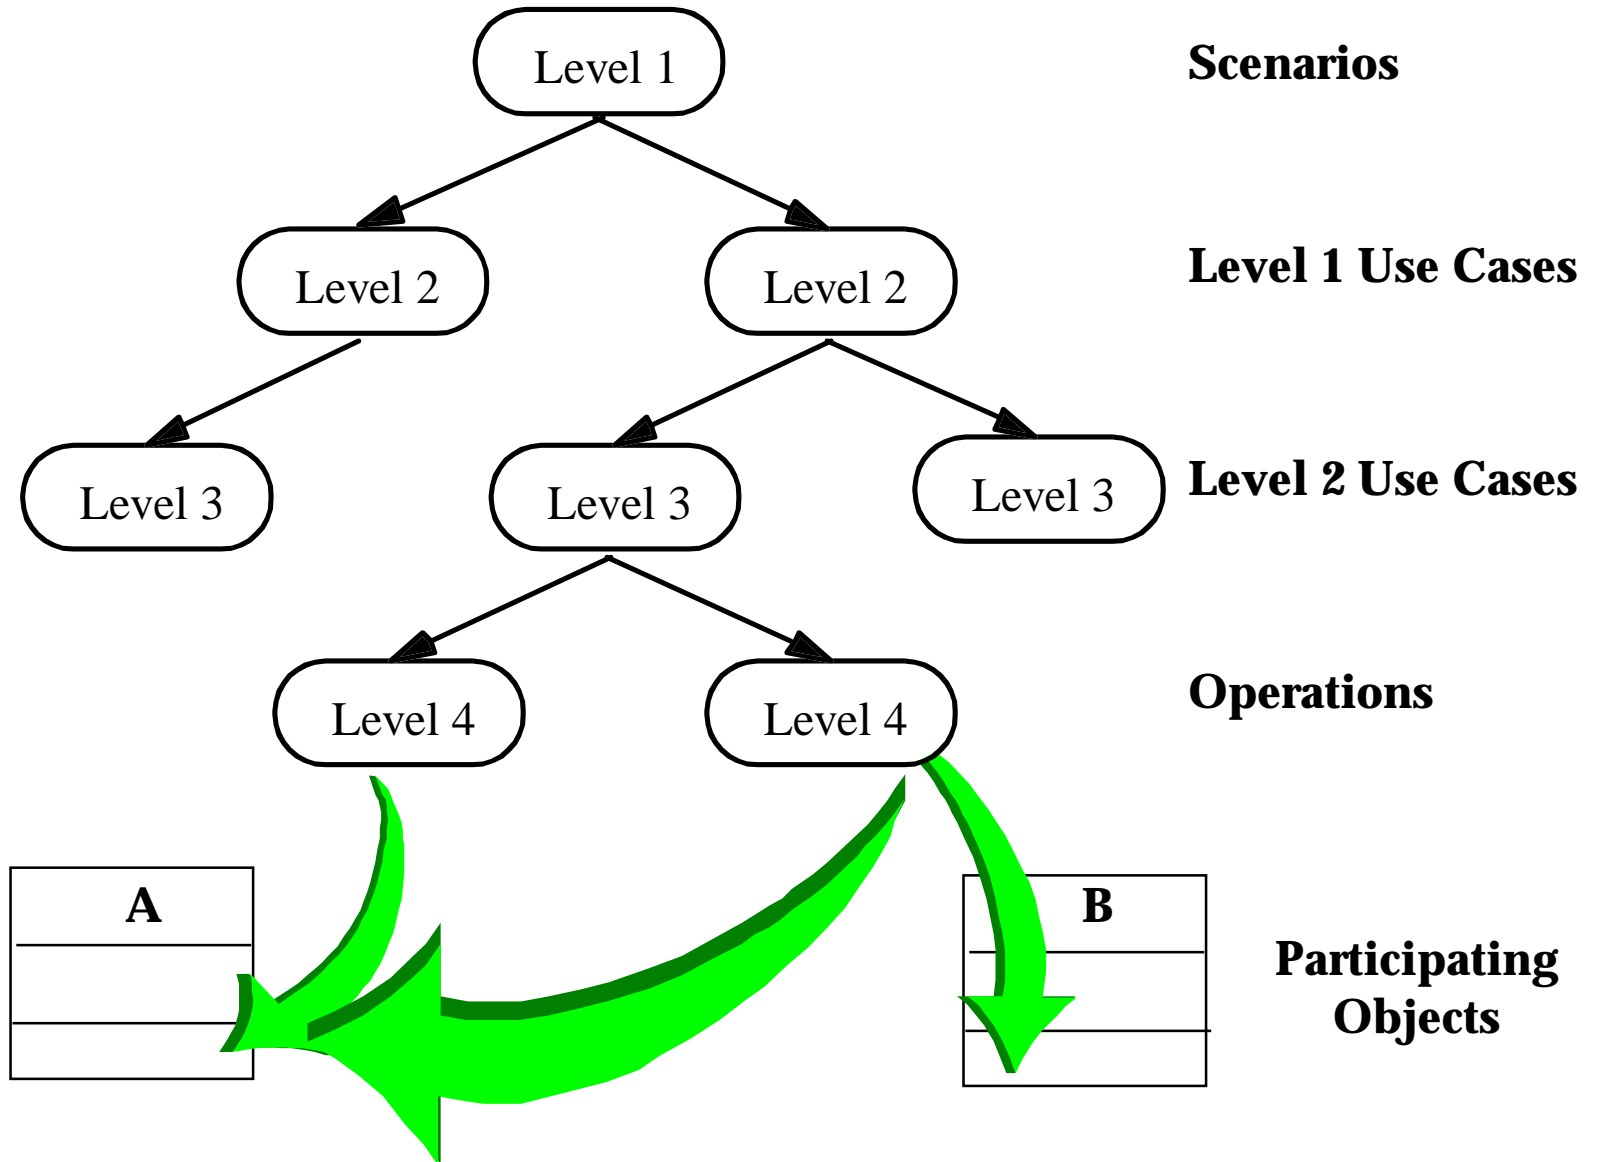 Level 1
Scenarios
Level 2
Level 2
Level 1 Use Cases
Level 3
Level 3
Level 3
Level 2 Use Cases
Level 4
Level 4
Operations
A
B
Participating
Objects